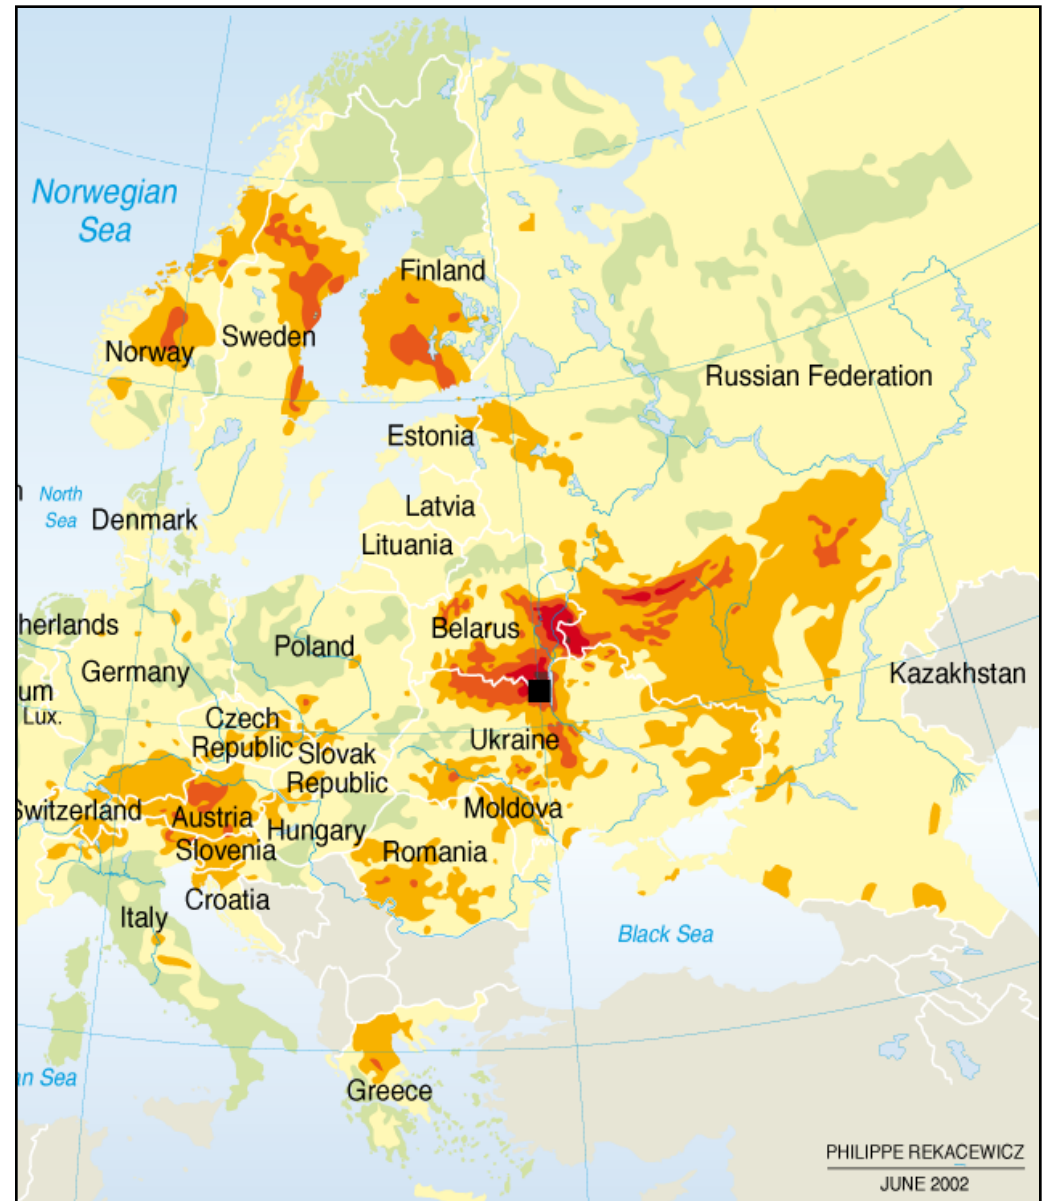 Norwegian
Sea
Finland
Sweden
Norway
Russian Federation
Estonia
North
Sea
Denmark
Latvia
Lituania
herlands
Belarus
Poland
Germany
Kazakhstan
um
Lux.
Czech
Republic
Slovak
Republic
Ukraine
Switzerland
Austria
Hungary
Moldova
Slovenia
Romania
Croatia
Italy
Black Sea
n Sea
Greece
PHILIPPE REKACEWICZ
JUNE 2002